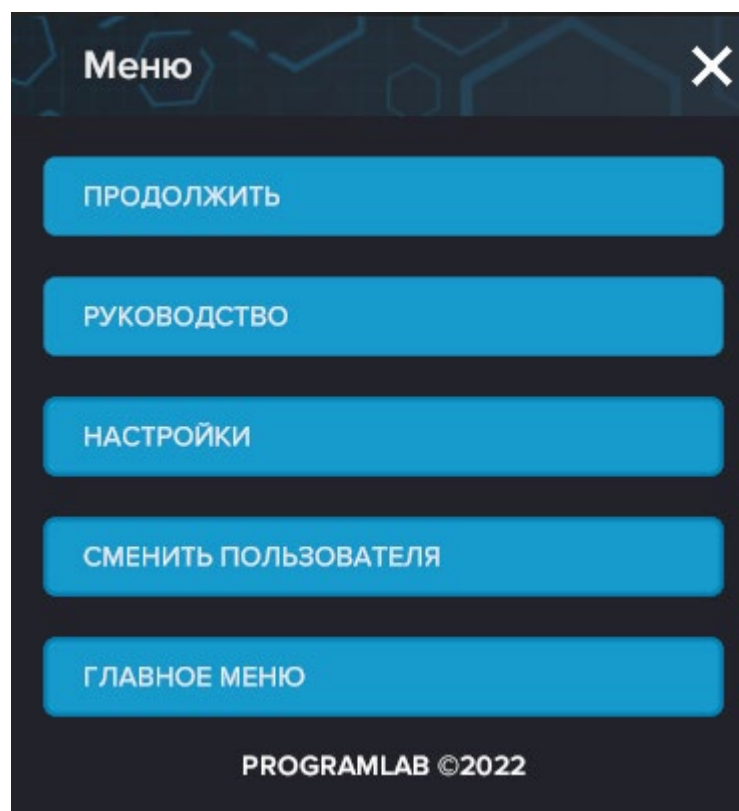 Меню
ПРОДОЛЖИТЬ
РУКОВОДСТВО
НАСТРОЙКИ
СМЕНИТЬ ПОЛЬЗОВАТЕЛЯ
ГЛАВНОЕ МЕНЮ
PROGRAMLAB ©2022